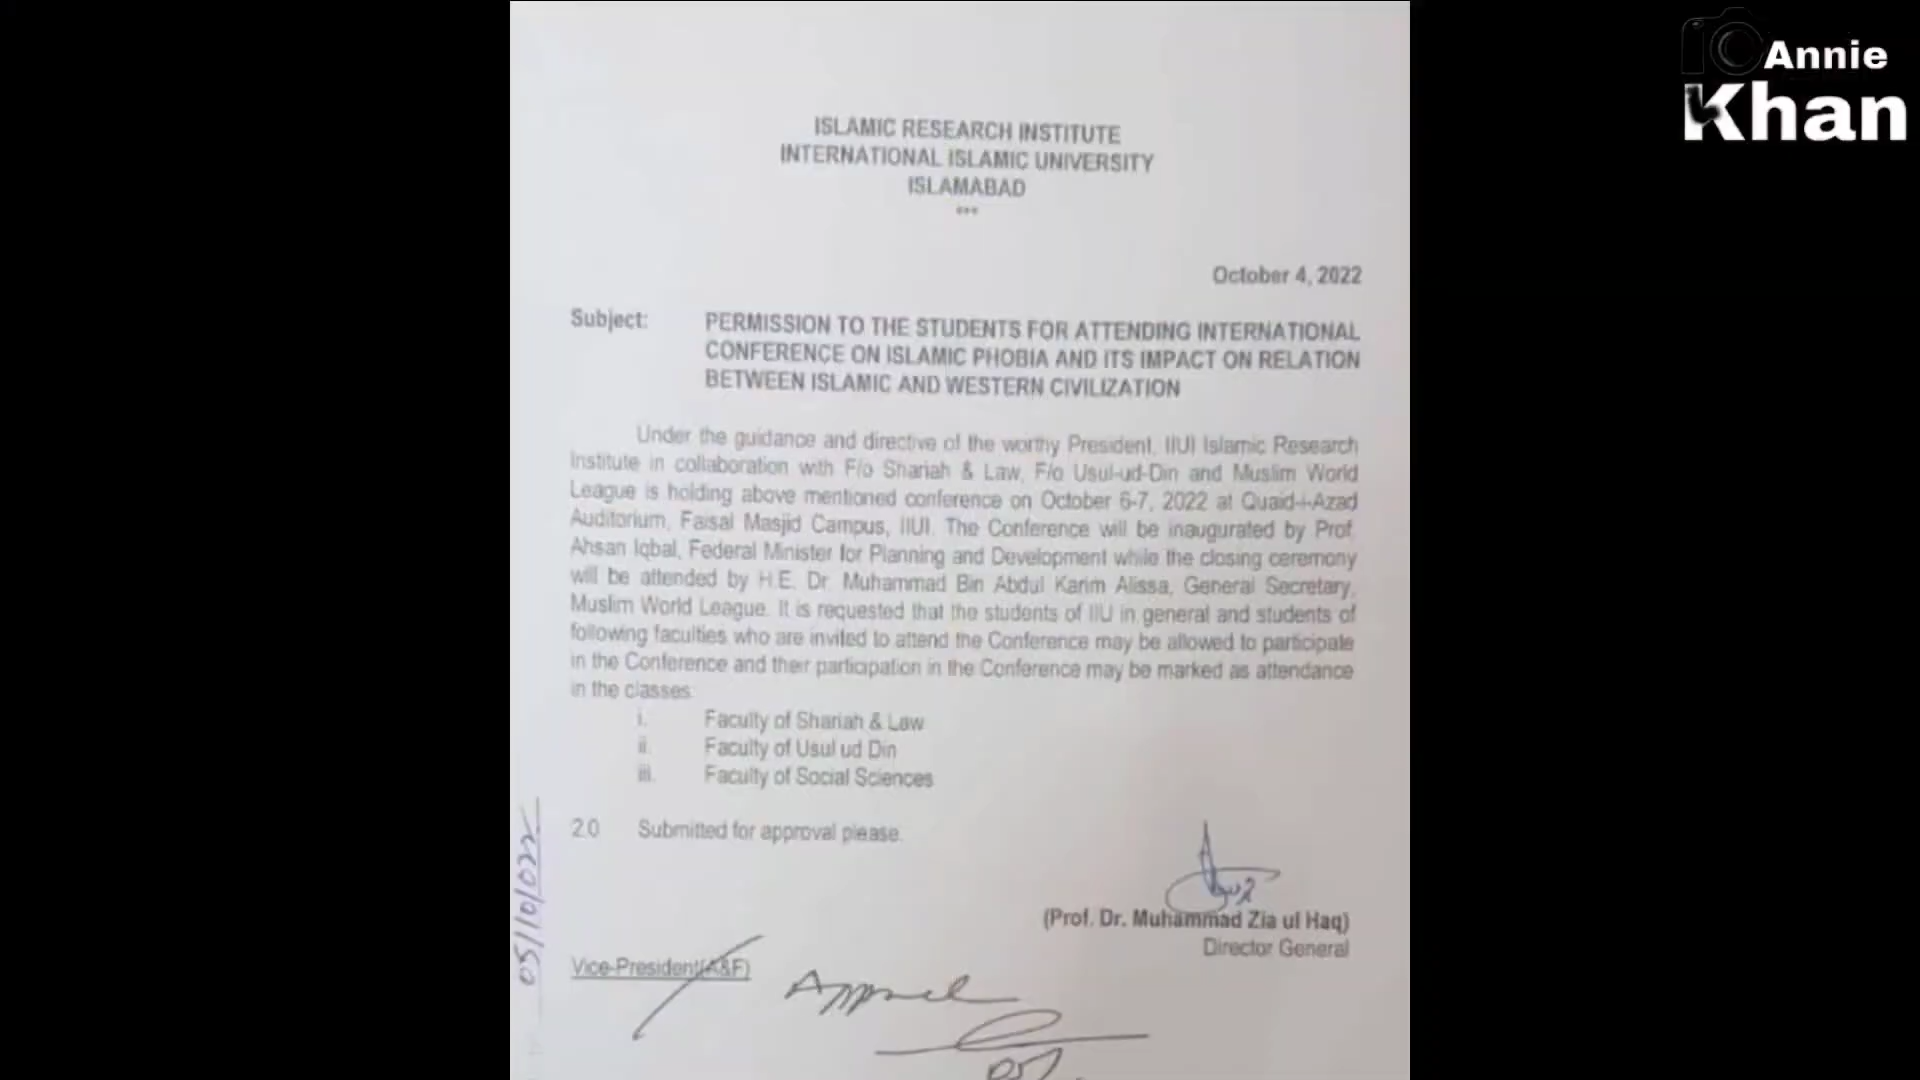 Annie
Khan
ISLAMIC RESEARCH INSTITUTE
INTERNATIONAL ISLAMIC UNIVERSITY
ISLAMABAD
***
October 4, 2022
Subject: PERMISSION TO THE STUDENTS FOR ATTENDING INTERNATIONAL
CONFERENCE ON ISLAMIC PHOBIA AND ITS IMPACT ON RELATION
BETWEEN ISLAMIC AND WESTERN CIVILIZATION
Under the guidance and directive of the worthy President, IIUI Islamic Research
Institute in collaboration with F/o Shariah & Law, F/o Usul-ud-Din and Muslim World
League is holding above mentioned conference on October 6-7, 2022 at Quaid-i-Azad
Auditorium, Faisal Masjid Campus, IIUI. The Conference will be inaugurated by Prof.
Ahsan Iqbal, Federal Minister for Planning and Development while the closing ceremony
will be attended by H.E. Dr. Muhammad Bin Abdul Karim Alissa, General Secretary,
Muslim World League. It is requested that the students of IIU in general and students of
following faculties who are invited to attend the Conference may be allowed to participate
in the Conference and their participation in the Conference may be marked as attendance
in the classes:
i. Faculty of Shariah & Law
ii. Faculty of Usul ud Din
iii. Faculty of Social Sciences
2.0 Submitted for approval please.
(Prof. Dr. Muhammad Zia ul Haq)
Director General
Vice-President(A&F)
05/10/022